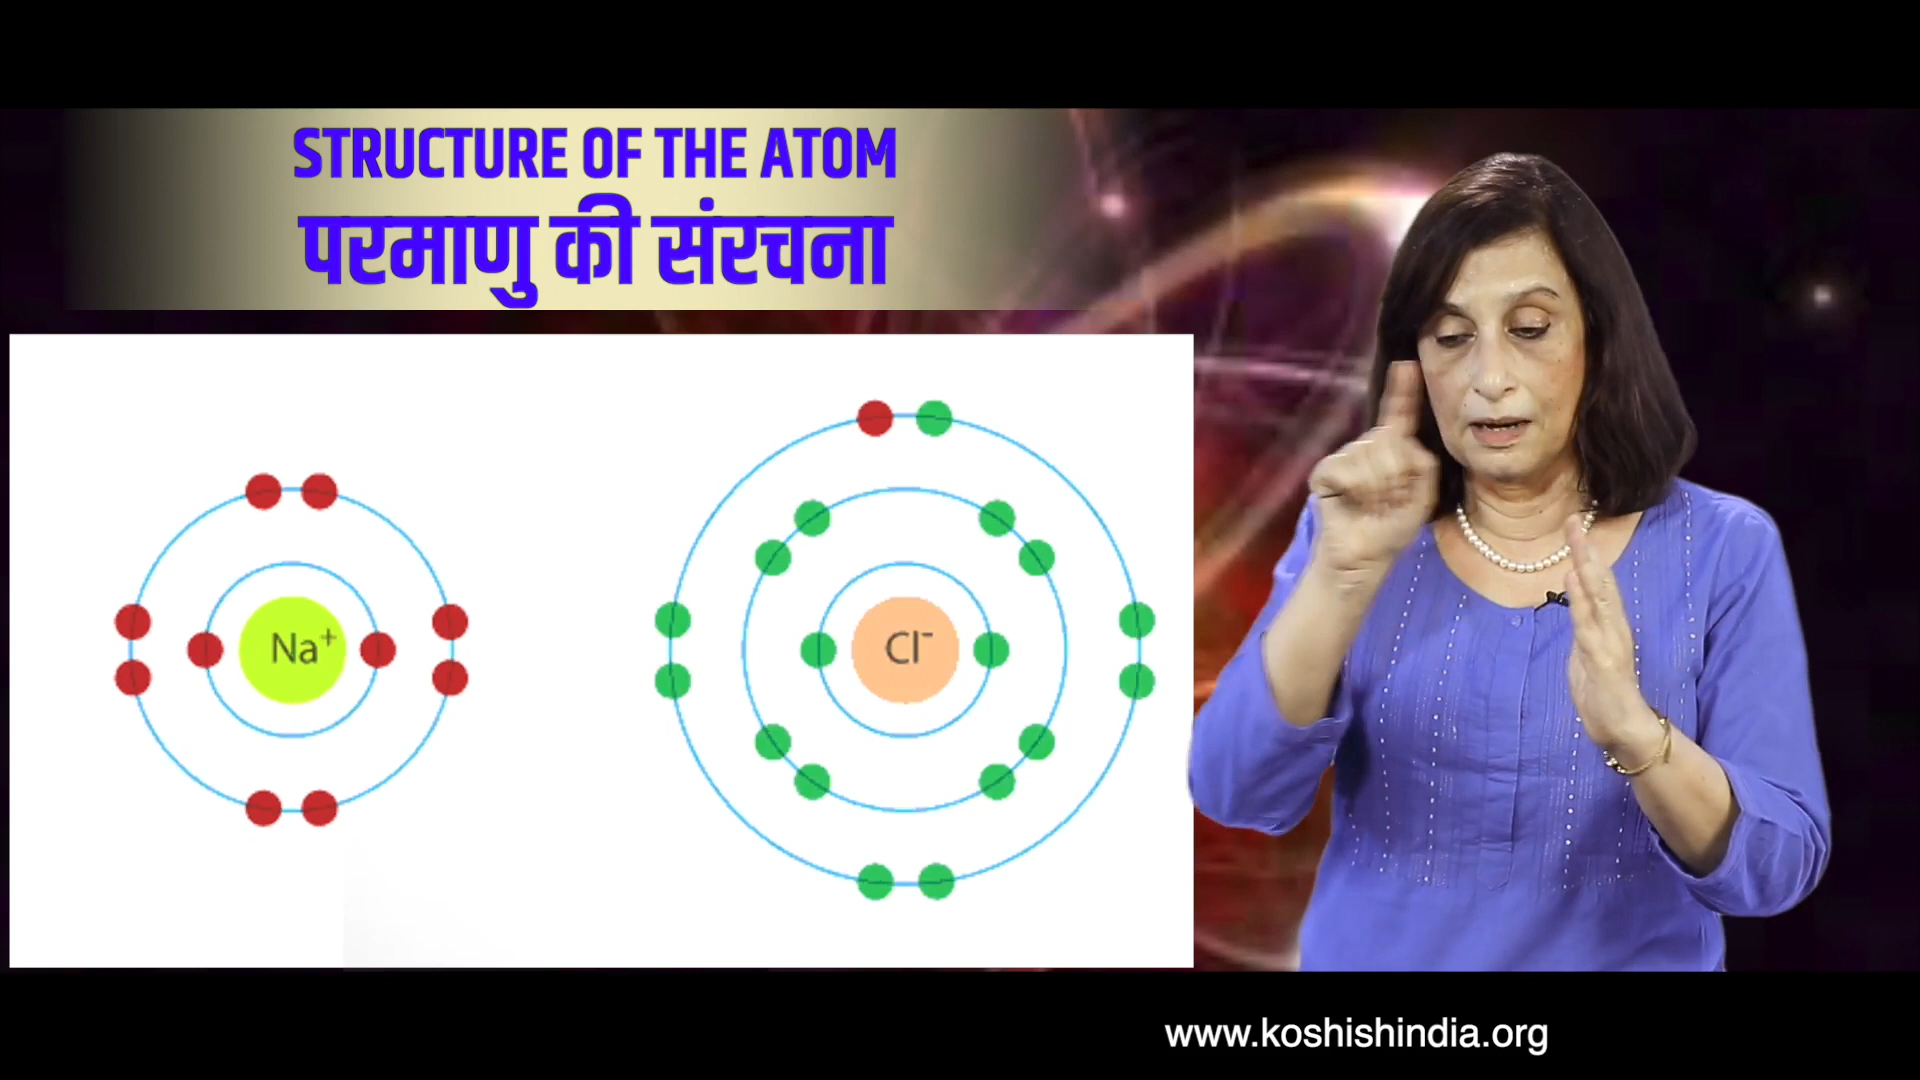 STRUCTURE OF THE ATOM
परमाणु की संरचना
Na⁺
Cl⁻
www.koshishindia.org